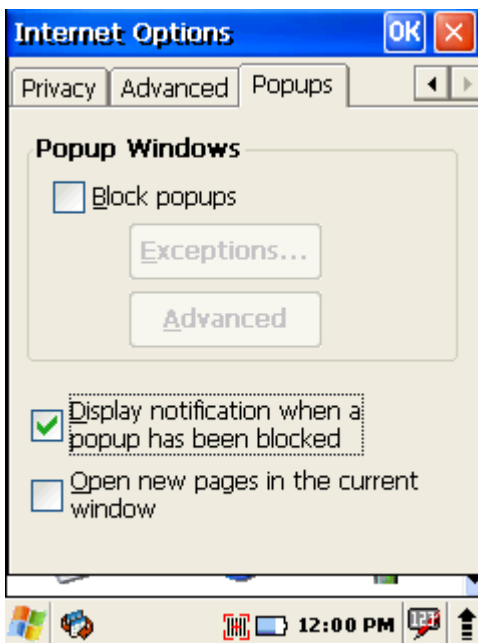 Internet Options OK
Privacy Advanced Popups
Popup Windows
Block popups
Exceptions...
Advanced
Display notification when a
popup has been blocked
Open new pages in the current
window
12:00 PM 123